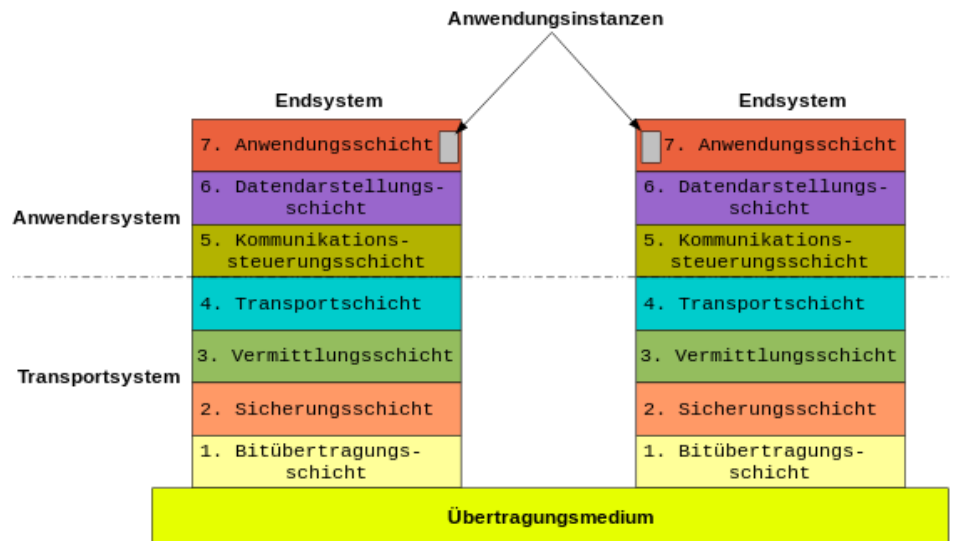 Anwendungsinstanzen
Endsystem
Endsystem
7. Anwendungsschicht
7. Anwendungsschicht
6. Datendarstellungs-
schicht
6. Datendarstellungs-
schicht
Anwendersystem
5. Kommunikations-
steuerungsschicht
5. Kommunikations-
steuerungsschicht
4. Transportschicht
4. Transportschicht
3. Vermittlungsschicht
3. Vermittlungsschicht
Transportsystem
2. Sicherungsschicht
2. Sicherungsschicht
1. Bitübertragungs-
schicht
1. Bitübertragungs-
schicht
Übertragungsmedium